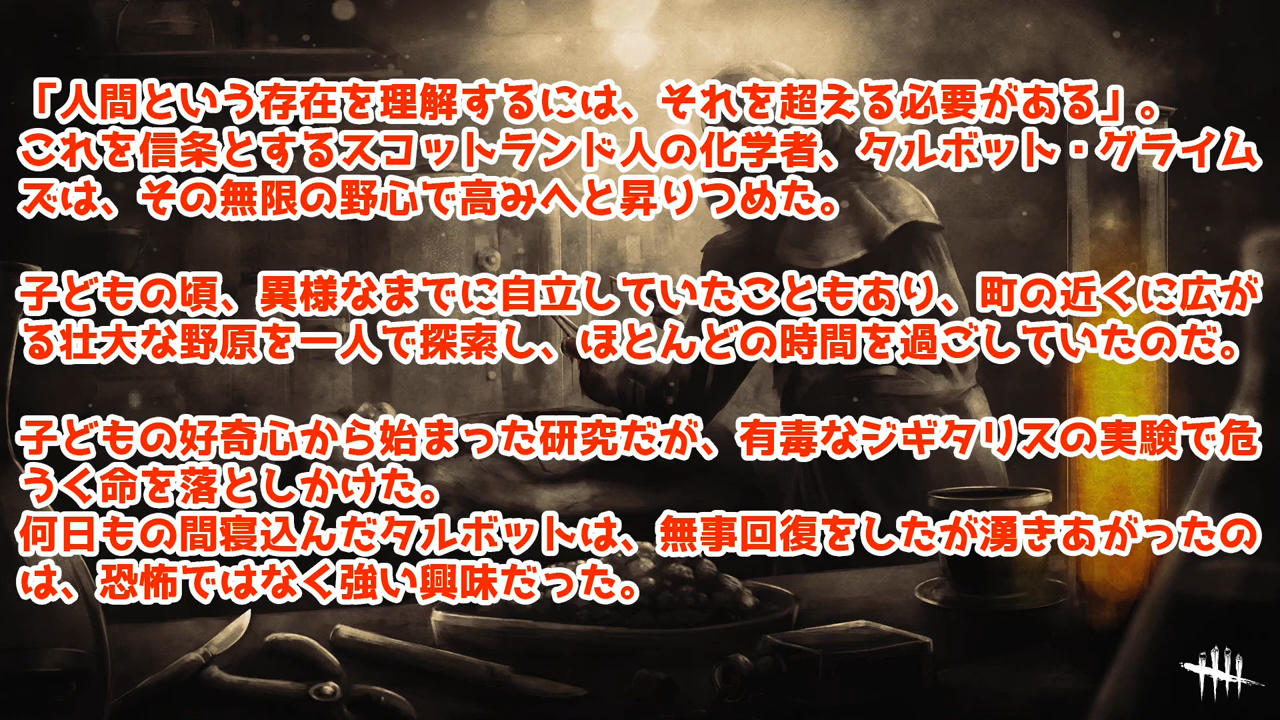 「人間という存在を理解するには、それを超える必要がある」。
これを信条とするスコットランド人の化学者、タルボット・グライム
ズは、その無限の野心で高みへと昇りつめた。
子どもの頃、異様なまでに自立していたこともあり、町の近くに広が
る壮大な野原を一人で探索し、ほとんどの時間を過ごしていたのだ。
子どもの好奇心から始まった研究だが、有毒なジギタリスの実験で危
うく命を落としかけた。
何日もの間寝込んだタルボットは、無事回復をしたが湧きあがったの
は、恐怖ではなく強い興味だった。